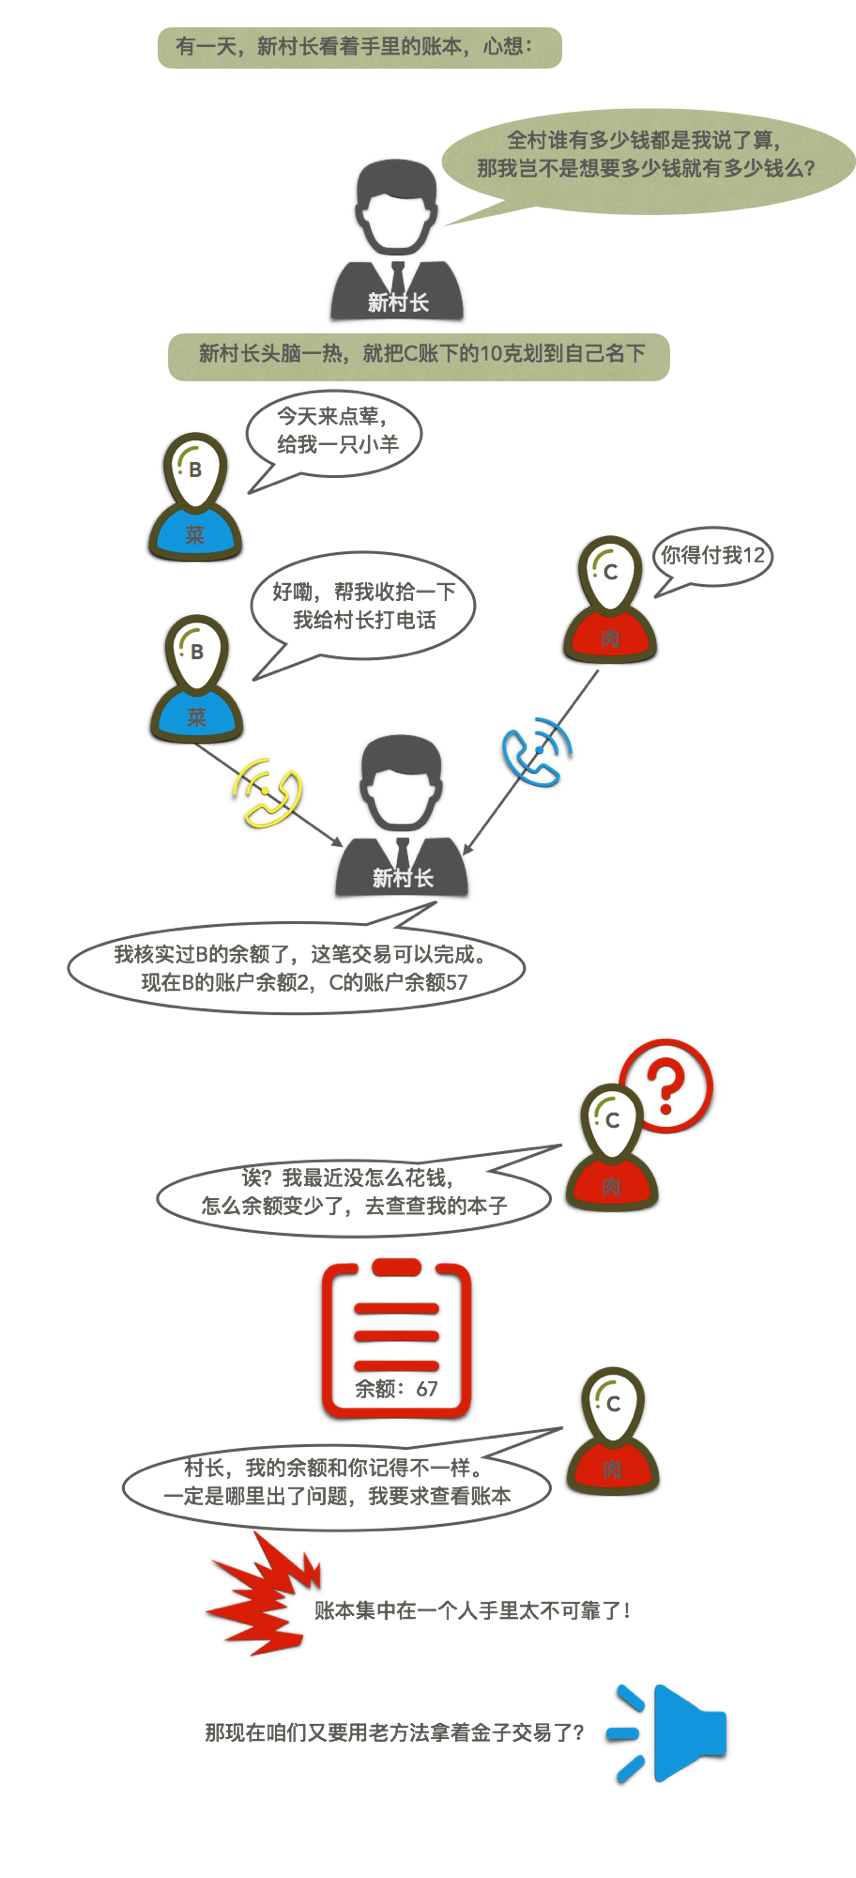 有一天，新村长看着手里的账本，心想：
全村谁有多少钱都是我说了算，
那我岂不是想要多少钱就有多少钱么？
新村长
新村长头脑一热，就把C账下的10克划到自己名下
今天来点荤，
给我一只小羊
B
菜
你得付我12
C
肉
好嘞，帮我收拾一下
我给村长打电话
B
菜
新村长
我核实过B的余额了，这笔交易可以完成。
现在B的账户余额2，C的账户余额57
?
C
肉
诶？我最近没怎么花钱，
怎么余额变少了，去查查我的本子
余额：67
C
肉
村长，我的余额和你记得不一样。
一定是哪里出了问题，我要求查看账本
账本集中在一个人手里太不可靠了！
那现在咱们又要用老方法拿着金子交易了？